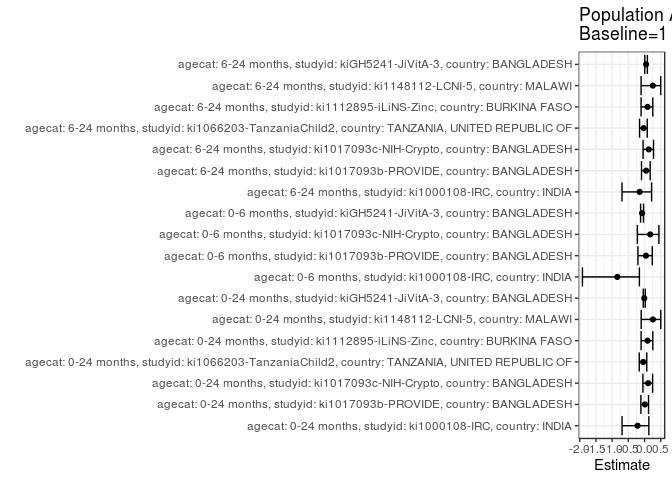 Population A
Baseline=1
agecat: 6-24 months, studyid: kiGH5241-JiVitA-3, country: BANGLADESH
agecat: 6-24 months, studyid: ki1148112-LCNI-5, country: MALAWI
agecat: 6-24 months, studyid: ki1112895-iLiNS-Zinc, country: BURKINA FASO
agecat: 6-24 months, studyid: ki1066203-TanzaniaChild2, country: TANZANIA, UNITED REPUBLIC OF
agecat: 6-24 months, studyid: ki1017093c-NIH-Crypto, country: BANGLADESH
agecat: 6-24 months, studyid: ki1017093b-PROVIDE, country: BANGLADESH
agecat: 6-24 months, studyid: ki1000108-IRC, country: INDIA
agecat: 0-6 months, studyid: kiGH5241-JiVitA-3, country: BANGLADESH
agecat: 0-6 months, studyid: ki1017093c-NIH-Crypto, country: BANGLADESH
agecat: 0-6 months, studyid: ki1017093b-PROVIDE, country: BANGLADESH
agecat: 0-6 months, studyid: ki1000108-IRC, country: INDIA
agecat: 0-24 months, studyid: kiGH5241-JiVitA-3, country: BANGLADESH
agecat: 0-24 months, studyid: ki1148112-LCNI-5, country: MALAWI
agecat: 0-24 months, studyid: ki1112895-iLiNS-Zinc, country: BURKINA FASO
agecat: 0-24 months, studyid: ki1066203-TanzaniaChild2, country: TANZANIA, UNITED REPUBLIC OF
agecat: 0-24 months, studyid: ki1017093c-NIH-Crypto, country: BANGLADESH
agecat: 0-24 months, studyid: ki1017093b-PROVIDE, country: BANGLADESH
agecat: 0-24 months, studyid: ki1000108-IRC, country: INDIA
-2.0-1.5-1.0-0.50.00.5
Estimate